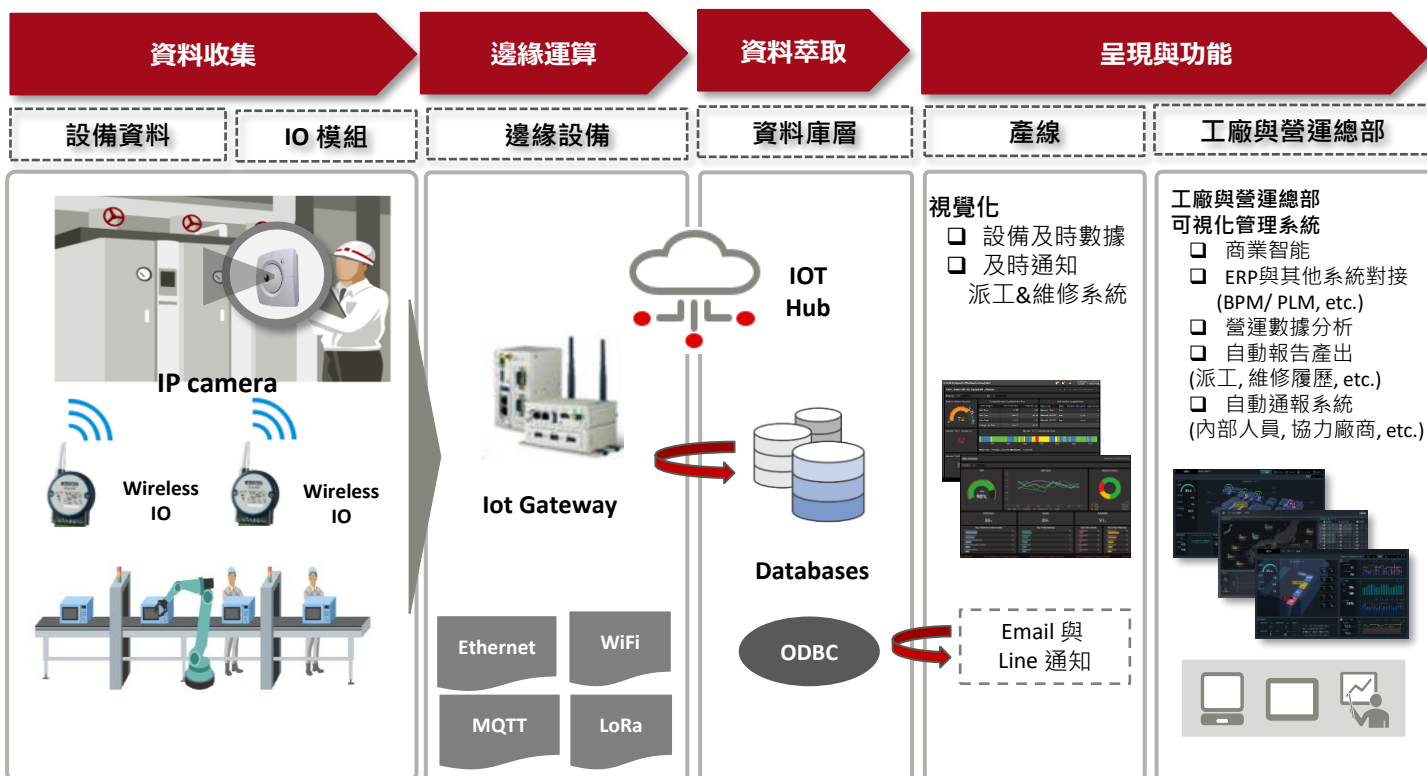 資料收集
邊緣運算
資料萃取
呈現與功能
設備資料
IO 模組
邊緣設備
資料庫層
產線
工廠與營運總部
IP camera
Wireless
IO
Wireless
IO
IOT
Hub
Iot Gateway
Ethernet
WiFi
MQTT
LoRa
Databases
ODBC
視覺化
❑ 設備及時數據
❑ 及時通知
派工&維修系統
Email 與
Line 通知
工廠與營運總部
可視化管理系統
❑ 商業智能
❑ ERP與其他系統對接
(BPM/ PLM, etc.)
❑ 營運數據分析
❑ 自動報告產出
(派工, 維修履歷, etc.)
❑ 自動通報系統
(內部人員, 協力廠商, etc.)